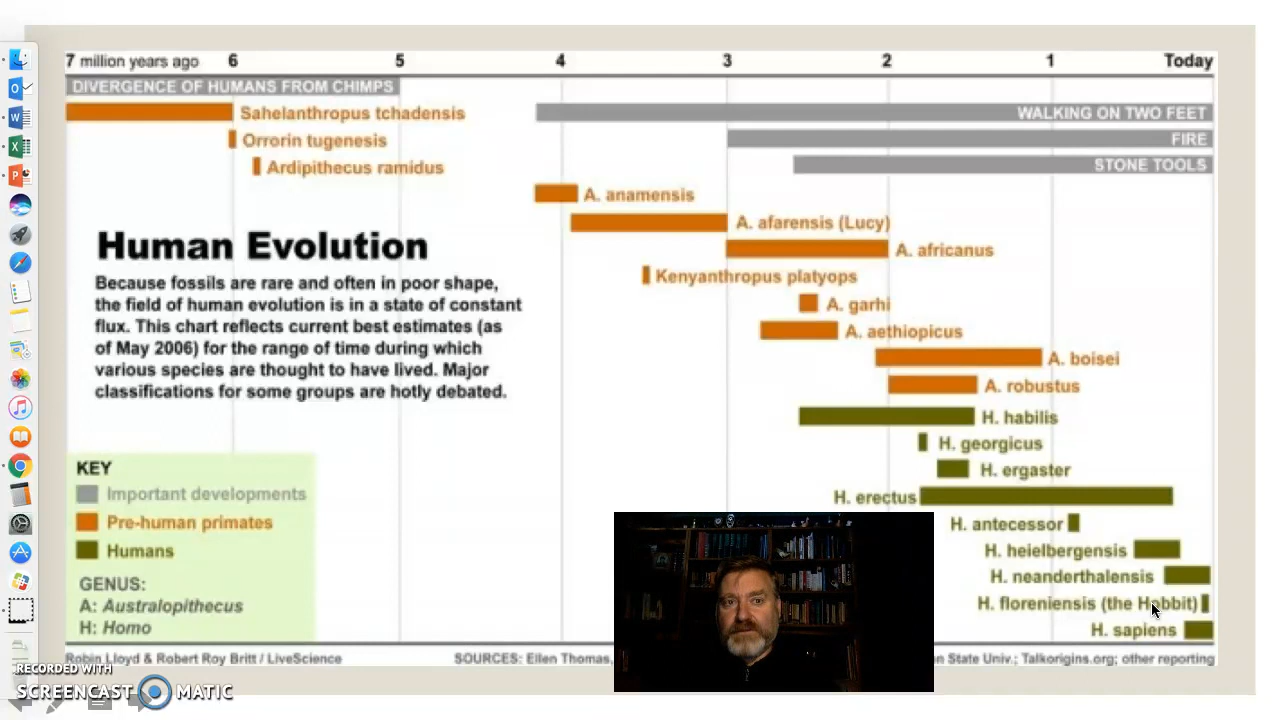 7 million years ago 6 5 4 3 2 1 Today
DIVERGENCE OF HUMANS FROM CHIMPS
Sahelanthropus tchadensis
WALKING ON TWO FEET
Orrorin tugenesis
FIRE
Ardipithecus ramidus
STONE TOOLS
A. anamensis
A. afarensis (Lucy)
A. africanus
Kenyanthropus platyops
A. garhi
A. aethiopicus
A. boisei
A. robustus
H. habilis
H. georgicus
H. ergaster
H. erectus
H. antecessor
H. heielbergensis
H. neanderthalensis
H. floreniensis (the Hobbit)
H. sapiens
Human Evolution
Because fossils are rare and often in poor shape,
the field of human evolution is in a state of constant
flux. This chart reflects current best estimates (as
of May 2006) for the range of time during which
various species are thought to have lived. Major
classifications for some groups are hotly debated.
KEY
Important developments
Pre-human primates
Humans
GENUS:
A: Australopithecus
H: Homo
Robin Lloyd & Robert Roy Britt / LiveScience
SOURCES: Ellen Thomas, n State Univ.; Talkorigins.org; other reporting
RECORDED WITH
SCREENCAST MATIC